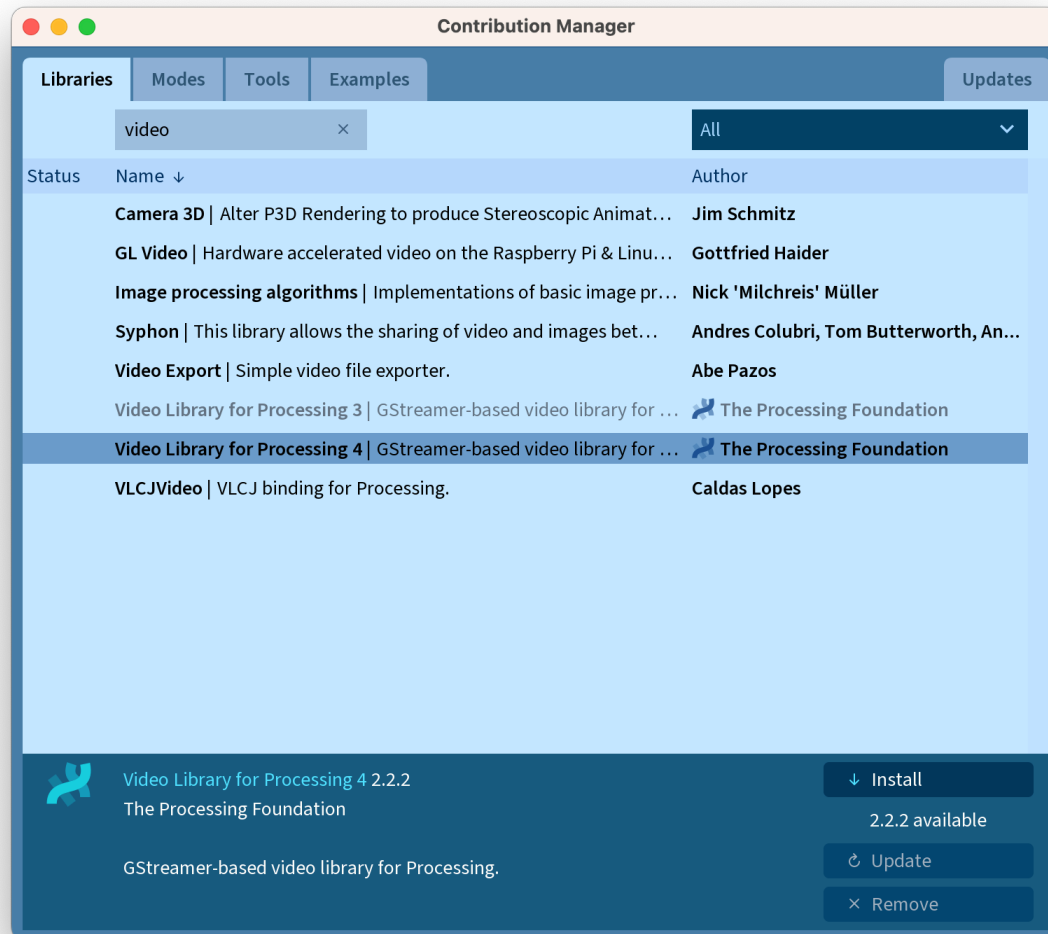 Contribution Manager
Libraries Modes Tools Examples Updates
video × All
Status Name ↓ Author
Camera 3D | Alter P3D Rendering to produce Stereoscopic Animat... Jim Schmitz
GL Video | Hardware accelerated video on the Raspberry Pi & Linu... Gottfried Haider
Image processing algorithms | Implementations of basic image pr... Nick 'Milchreis' Müller
Syphon | This library allows the sharing of video and images bet... Andres Colubri, Tom Butterworth, An...
Video Export | Simple video file exporter. Abe Pazos
Video Library for Processing 3 | GStreamer-based video library for ... The Processing Foundation
Video Library for Processing 4 | GStreamer-based video library for ... The Processing Foundation
VLCJVideo | VLCJ binding for Processing. Caldas Lopes
Video Library for Processing 4 2.2.2
The Processing Foundation
GStreamer-based video library for Processing.
↓ Install
2.2.2 available
Update
× Remove